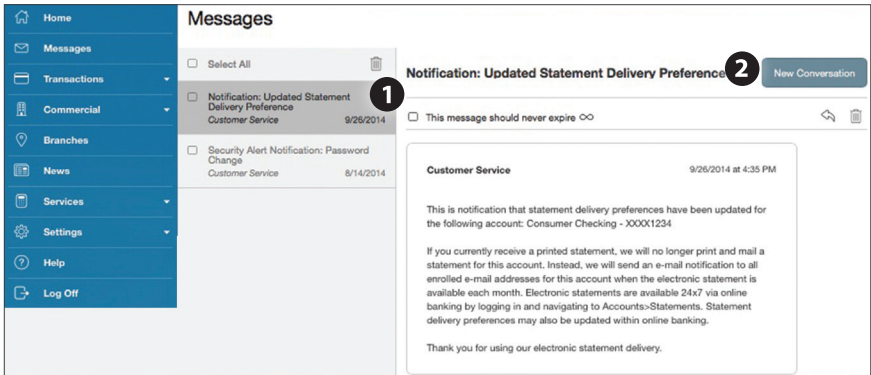 Home
Messages
Transactions
Commercial
Branches
News
Services
Settings
Help
Log Off
Messages
Select All
Notification: Updated Statement
Delivery Preference
Customer Service 9/26/2014
Security Alert Notification: Password
Change
Customer Service 8/14/2014
1
Notification: Updated Statement Delivery Preference
2
New Conversation
This message should never expire ∞
Customer Service 9/26/2014 at 4:35 PM
This is notification that statement delivery preferences have been updated for
the following account: Consumer Checking - XXXX1234
If you currently receive a printed statement, we will no longer print and mail a
statement for this account. Instead, we will send an e-mail notification to all
enrolled e-mail addresses for this account when the electronic statement is
available each month. Electronic statements are available 24x7 via online
banking by logging in and navigating to Accounts>Statements. Statement
delivery preferences may also be updated within online banking.
Thank you for using our electronic statement delivery.